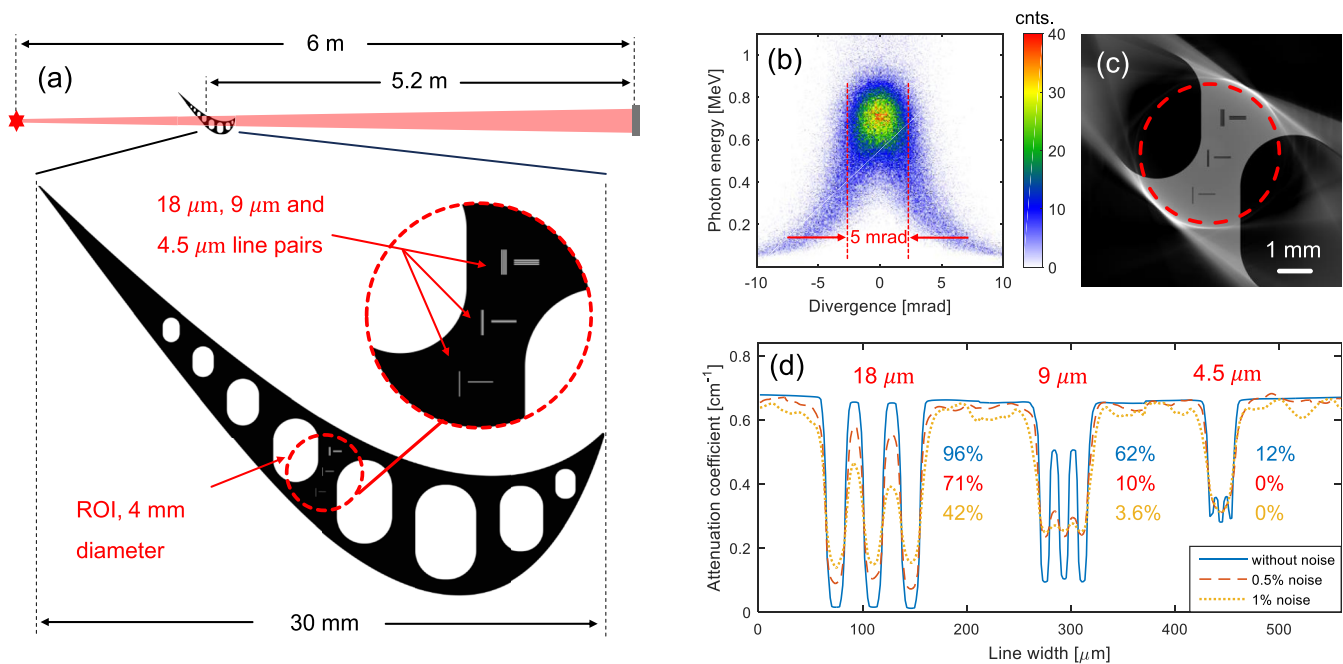 (a)
6 m
5.2 m
18 μm, 9 μm and
4.5 μm line pairs
ROI, 4 mm
diameter
30 mm
(b)
Photon energy [MeV]
1
0.8
0.6
0.4
0.2
5 mrad
-10
-5
0
5
10
Divergence [mrad]
cnts.
40
30
20
10
0
(c)
1 mm
(d)
Attenuation coefficient [cm⁻¹]
0.8
0.6
0.4
0.2
0
18 μm
9 μm
4.5 μm
96%
62%
12%
71%
10%
0%
42%
3.6%
0%
without noise
0.5% noise
1% noise
0
100
200
300
400
500
Line width [μm]